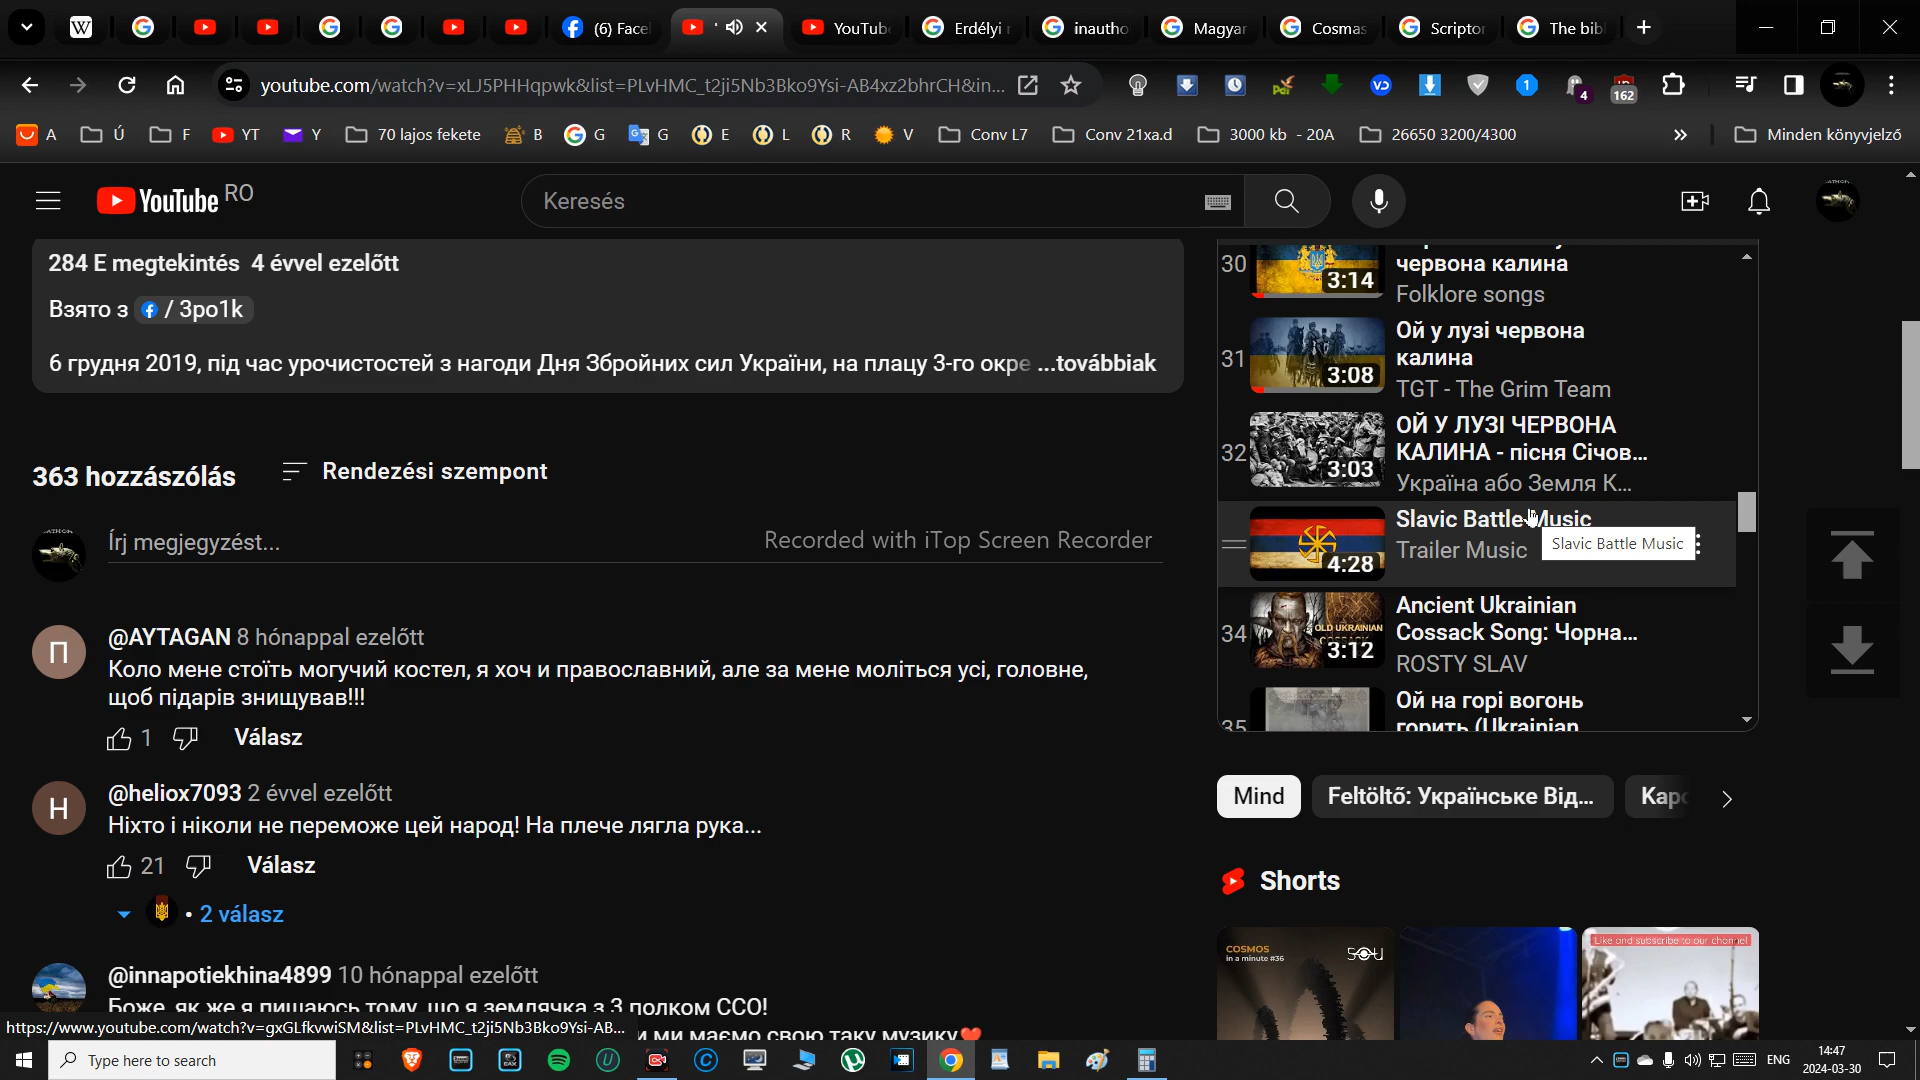 (6) Face
YouTub
Erdélyi
inautho
Magyar
Cosmas
Scriptor
The bib
youtube.com/watch?v=xLJ5PHHqpwk&list=PLvHMC_t2ji5Nb3Bko9Ysi-AB4xz2bhrCH&in...
4
162
A Ú F YT Y 70 lajos fekete B G G E L R V Conv L7 Conv 21xa.d 3000 kb - 20A 26650 3200/4300 » Minden könyvjelző
YouTube RO
Keresés
284 E megtekintés 4 évvel ezelőtt
Взято з / 3po1k
6 грудня 2019, під час урочистостей з нагоди Дня Збройних сил України, на плацу 3-го окре ...továbbiak
363 hozzászólás
Rendezési szempont
Írj megjegyzést...
Recorded with iTop Screen Recorder
П
@AYTAGAN 8 hónappal ezelőtt
Коло мене стоїть могучий костел, я хоч и православний, але за мене моліться усі, головне,
щоб підарів знищував!!!
1 Válasz
H
@heliox7093 2 évvel ezelőtt
Ніхто і ніколи не переможе цей народ! На плече лягла рука...
21 Válasz
• 2 válasz
@innapotiekhina4899 10 hónappal ezelőtt
Боже, як же я пишаюсь тому, що я землячка з 3 полком ССО!
и ми маємо свою таку музику❤️
30
3:14
червона калина
Folklore songs
31
3:08
Ой у лузі червона
калина
TGT - The Grim Team
32
3:03
ОЙ У ЛУЗІ ЧЕРВОНА
КАЛИНА - пісня Січов...
Україна або Земля К...
4:28
Slavic Battle Music
Trailer Music
Slavic Battle Music
34
OLD UKRAINIAN
COSSACK
3:12
Ancient Ukrainian
Cossack Song: Чорна...
ROSTY SLAV
35
Ой на горі вогонь
горить (Ukrainian
Mind
Feltöltő: Українське Від...
Kapc
Shorts
COSMOS
in a minute #36
SOU
Like and subscribe to our channel
https://www.youtube.com/watch?v=gxGLfkvwiSM&list=PLvHMC_t2ji5Nb3Bko9Ysi-AB...
Type here to search
ENG
14:47
2024-03-30